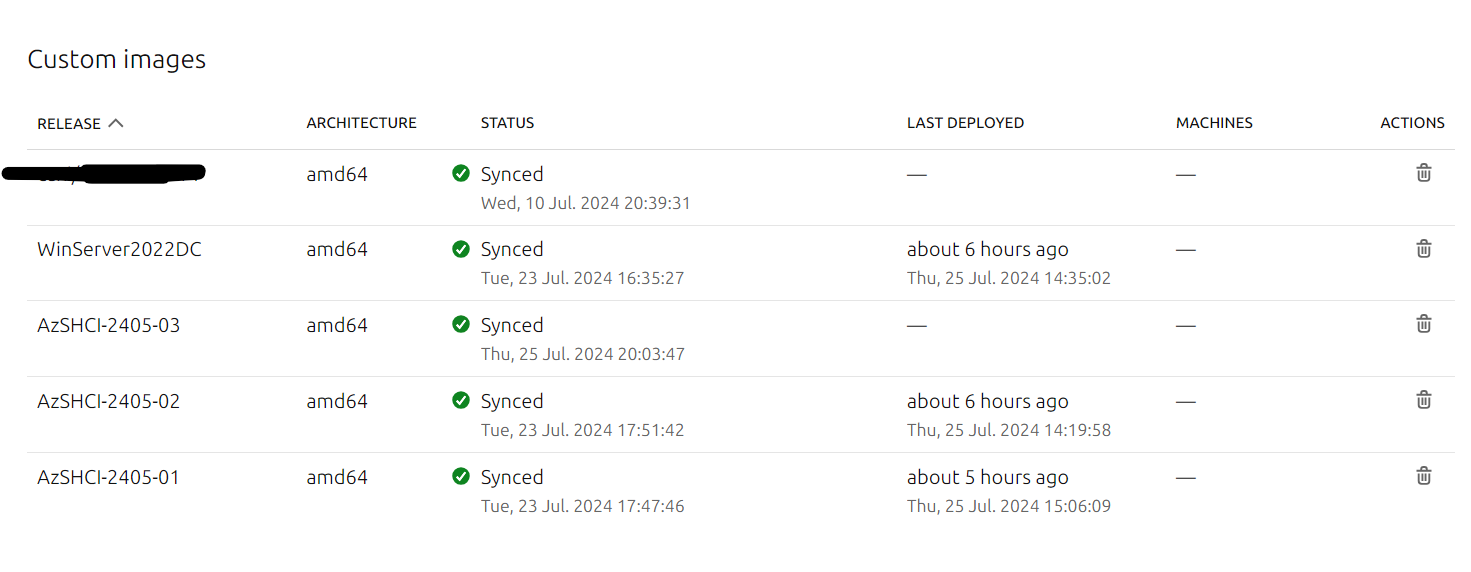 Custom images
RELEASE ARCHITECTURE STATUS LAST DEPLOYED MACHINES ACTIONS
amd64 Synced — —
Wed, 10 Jul. 2024 20:39:31
WinServer2022DC amd64 Synced about 6 hours ago —
Tue, 23 Jul. 2024 16:35:27 Thu, 25 Jul. 2024 14:35:02
AzSHCI-2405-03 amd64 Synced — —
Thu, 25 Jul. 2024 20:03:47
AzSHCI-2405-02 amd64 Synced about 6 hours ago —
Tue, 23 Jul. 2024 17:51:42 Thu, 25 Jul. 2024 14:19:58
AzSHCI-2405-01 amd64 Synced about 5 hours ago —
Tue, 23 Jul. 2024 17:47:46 Thu, 25 Jul. 2024 15:06:09